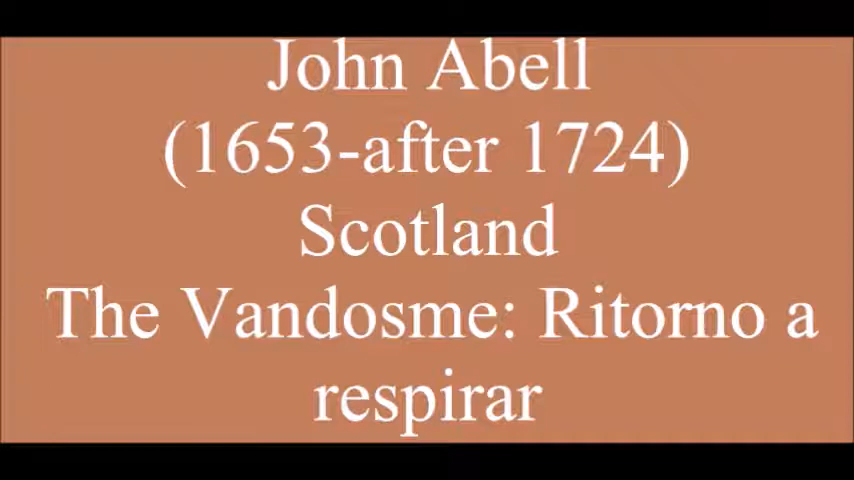 John Abell
(1653-after 1724)
Scotland
The Vandosme: Ritorno a
respirar